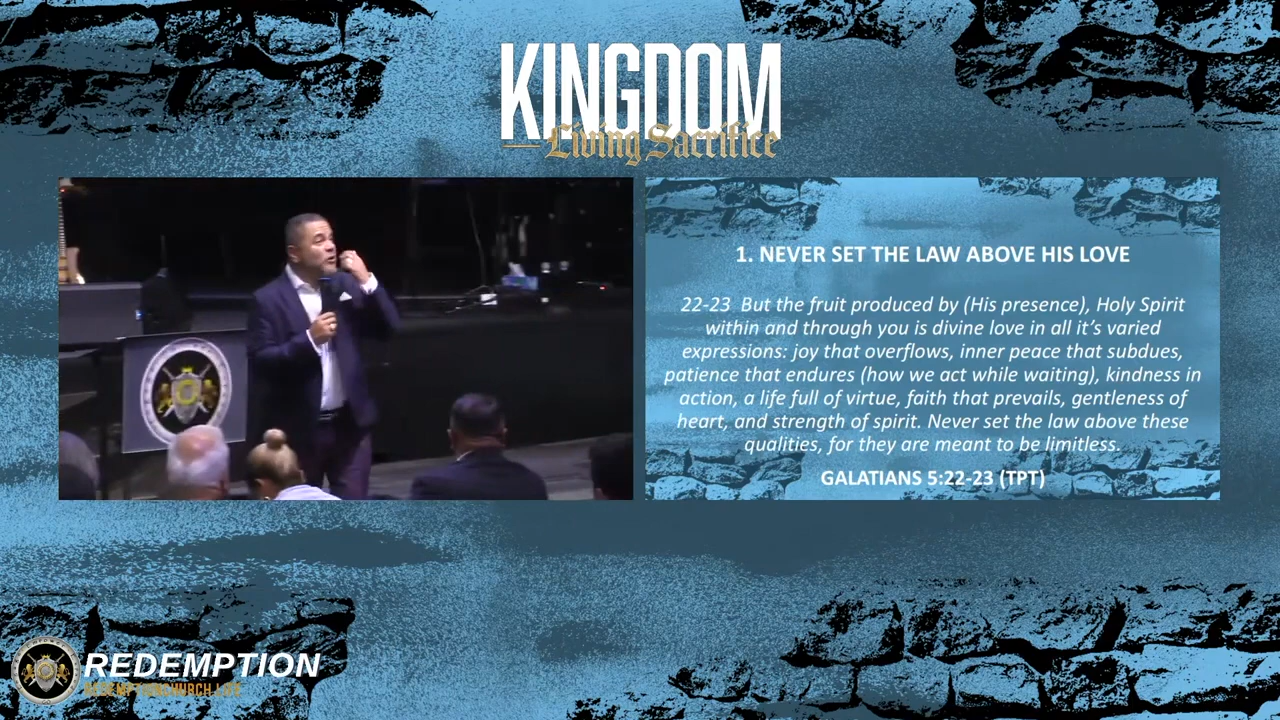 KINGDOM
Living Sacrifice
1. NEVER SET THE LAW ABOVE HIS LOVE
22-23 But the fruit produced by (His presence), Holy Spirit
within and through you is divine love in all it's varied
expressions: joy that overflows, inner peace that subdues,
patience that endures (how we act while waiting), kindness in
action, a life full of virtue, faith that prevails, gentleness of
heart, and strength of spirit. Never set the law above these
qualities, for they are meant to be limitless.
GALATIANS 5:22-23 (TPT)
REDEMPTION
REDEMPTIONCHURCH.LIFE